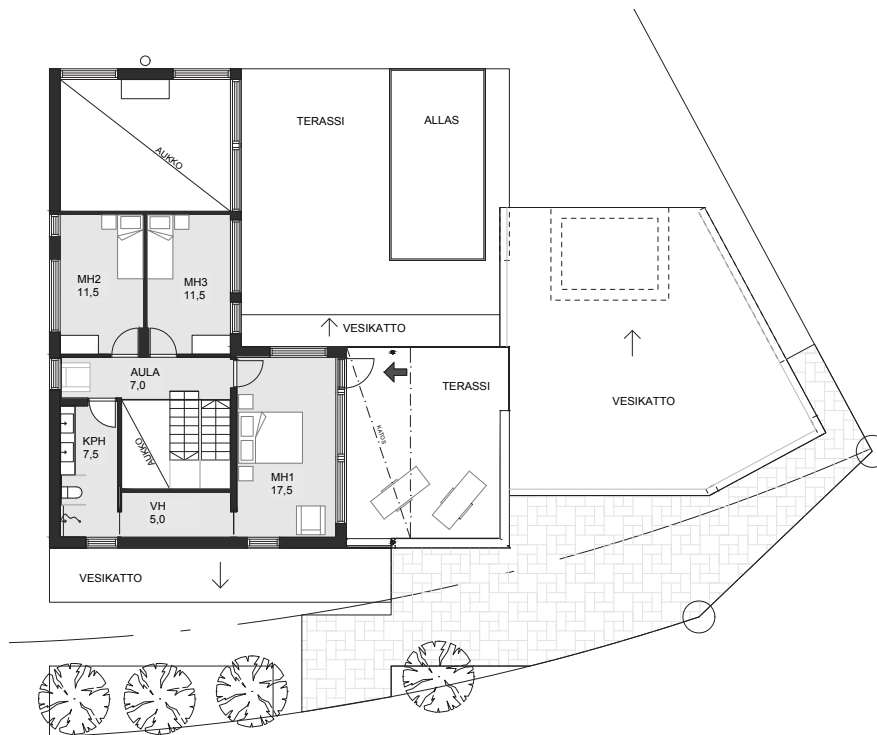 TERASSI
ALLAS
AUKKO
MH2
11,5
MH3
11,5
VESIKATTO
AULA
7,0
TERASSI
VESIKATTO
KATOS
KPH
7,5
AUKKO
MH1
17,5
VH
5,0
VESIKATTO